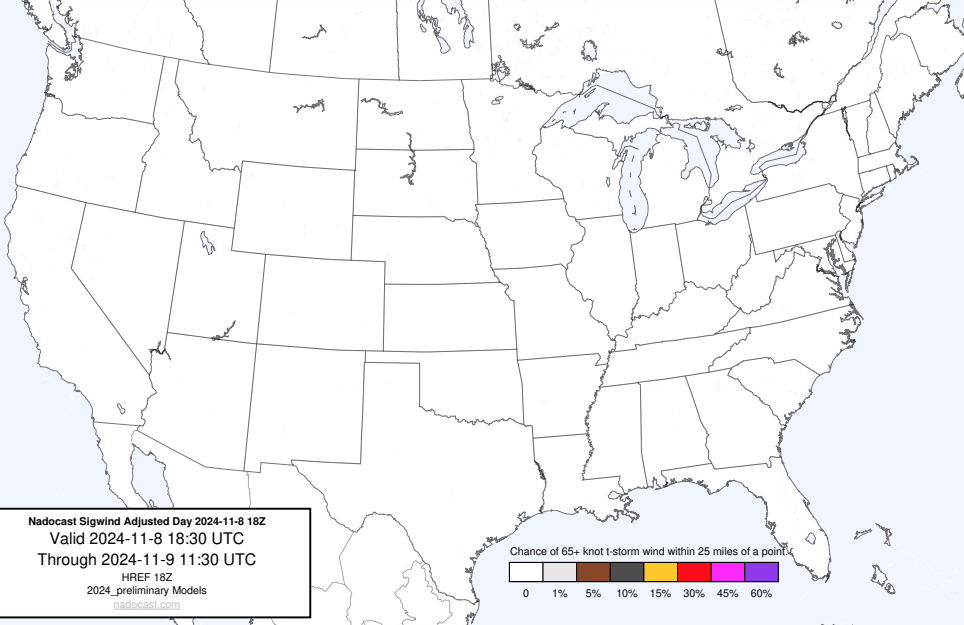 Nadocast Sigwind Adjusted Day 2024-11-8 18Z
Valid 2024-11-8 18:30 UTC
Through 2024-11-9 11:30 UTC
HREF 18Z
2024_preliminary Models
nadocast.com
Chance of 65+ knot t-storm wind within 25 miles of a point.
0 1% 5% 10% 15% 30% 45% 60%